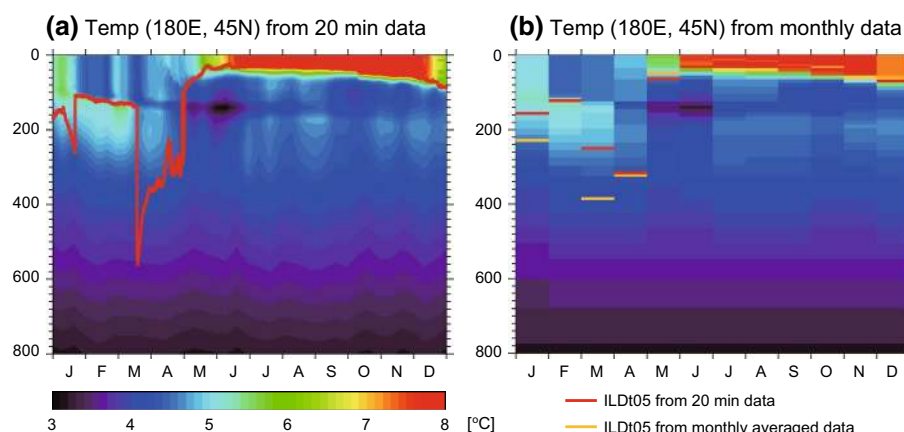 (a) Temp (180E, 45N) from 20 min data
0
200
400
600
800
J F M A M J J A S O N D
3 4 5 6 7 8 [°C]
(b) Temp (180E, 45N) from monthly data
0
200
400
600
800
J F M A M J J A S O N D
ILDt05 from 20 min data
ILDt05 from monthly averaged data